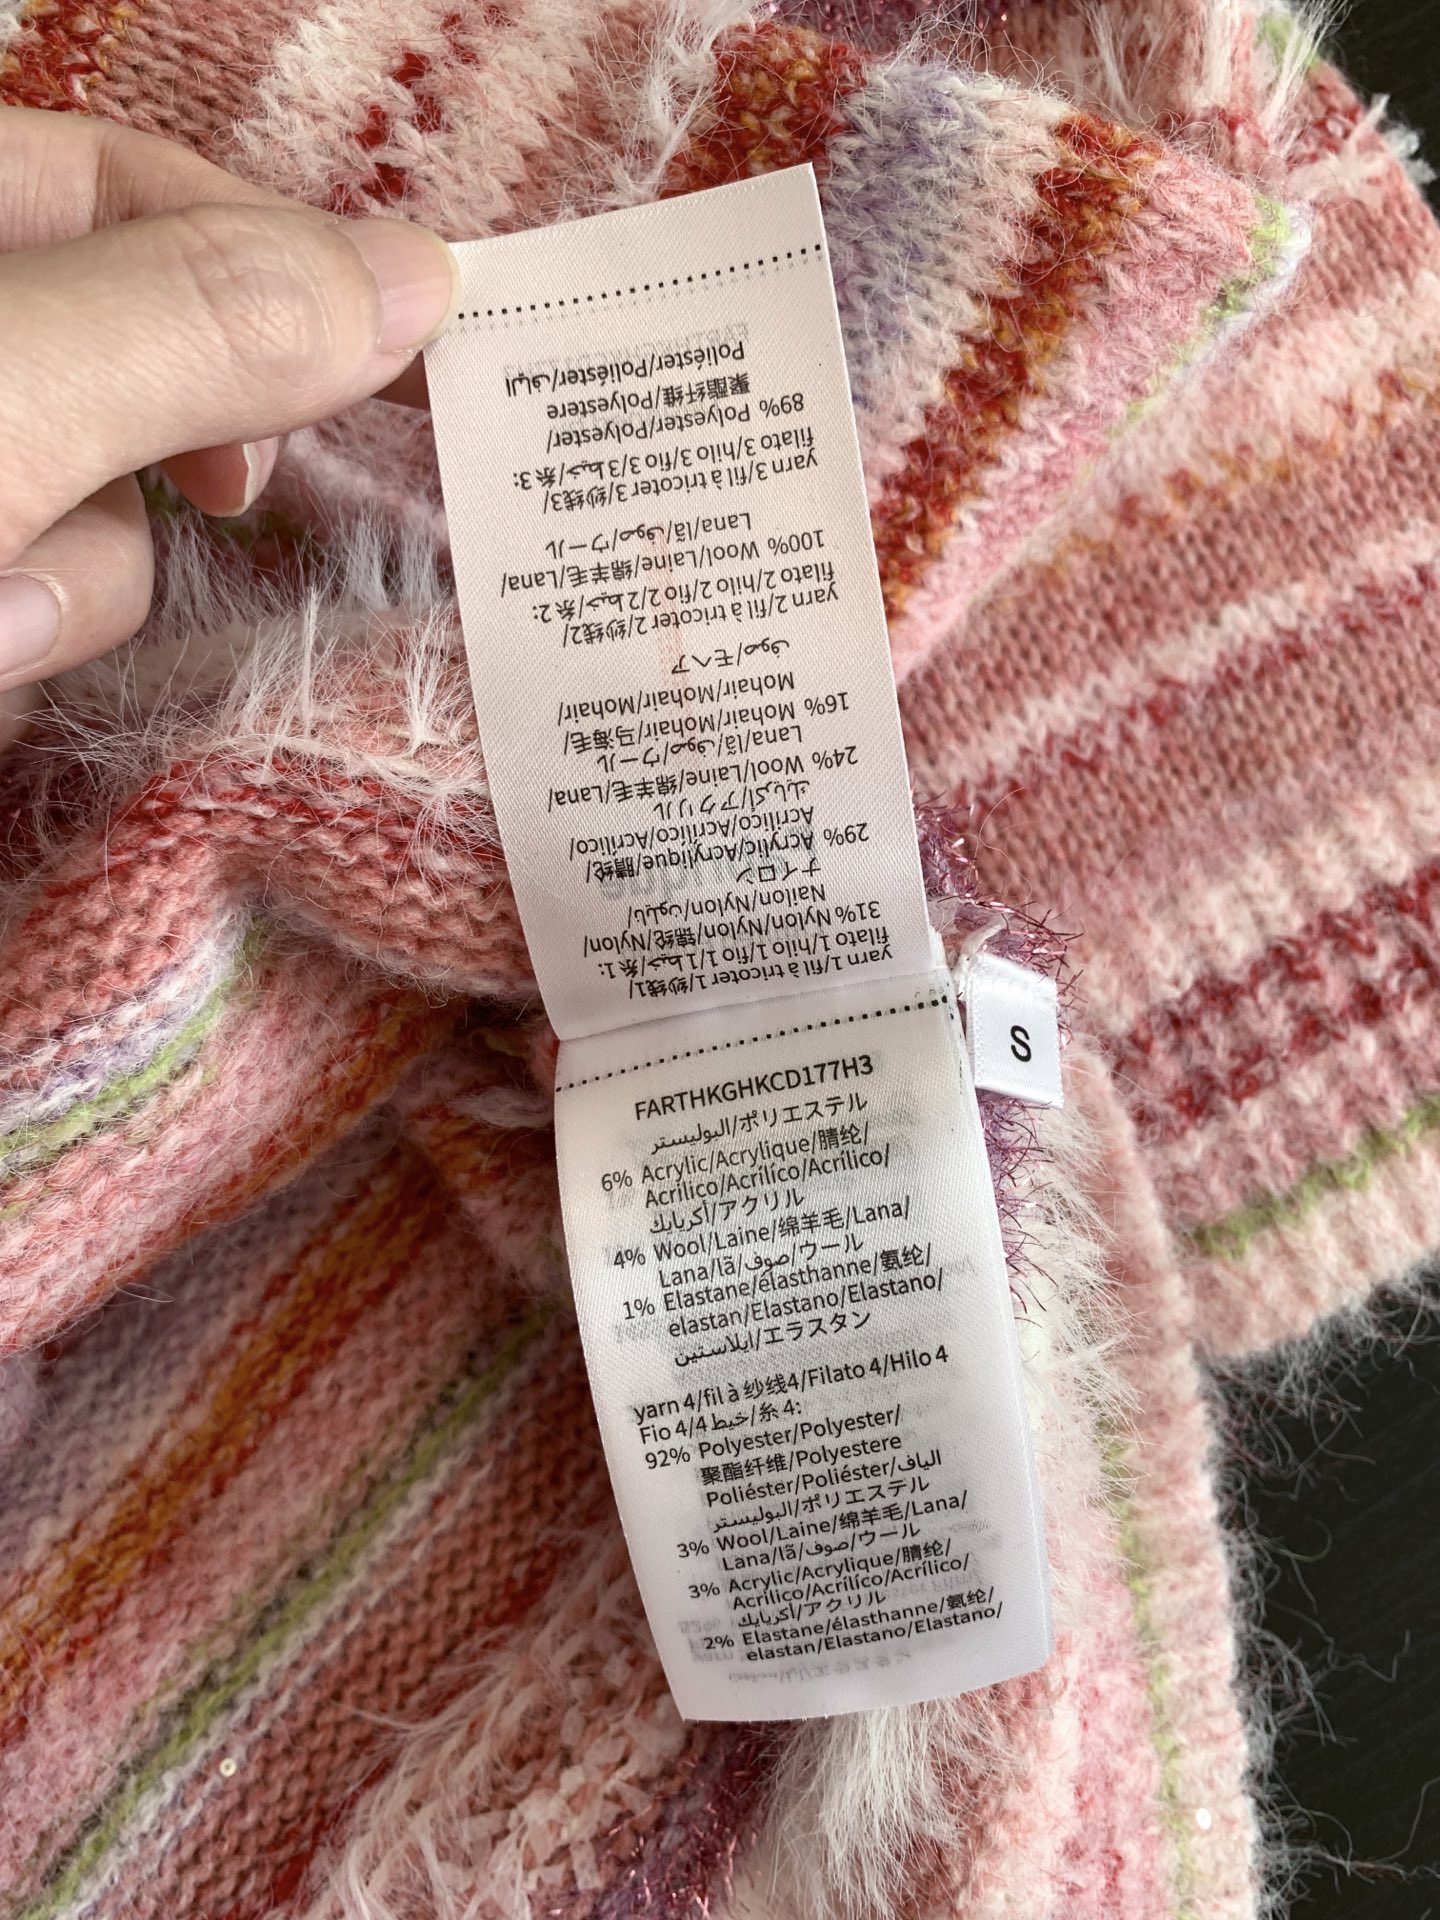 yarn 1/fil à tricoter 1/纱线1/
filato 1/hilo 1/fio 1/1خيط/糸 1:
31% Nylon/Nylon/锦纶/Nylon/
Nailon/Nylon/نايلون/
ナイロン
29% Acrylic/Acrylique/腈纶/
Acrílico/Acrílico/Acrilico/
أكريليك/アクリル
24% Wool/Laine/绵羊毛/Lana/
Lana/lã/صوف/ウール
16% Mohair/Mohair/马海毛/
Mohair/Mohair/Mohair/
صوف/モヘア
yarn 2/fil à tricoter 2/纱线2/
filato 2/hilo 2/fio 2/2خيط/糸 2:
100% Wool/Laine/绵羊毛/Lana/
Lana/lã/صوف/ウール
yarn 3/fil à tricoter 3/纱线3/
filato 3/hilo 3/fio 3/3خيط/糸 3:
89% Polyester/Polyester/
聚酯纤维/Polyestere
Poliéster/Poliéster/الياف
FARTHKGHKCD177H3
البوليستر/ポリエステル
6% Acrylic/Acrylique/腈纶/
Acrilico/Acrílico/Acrílico/
أكريليك/アクリル
4% Wool/Laine/绵羊毛/Lana/
Lana/lã/صوف/ウール
1% Elastane/élasthanne/氨纶/
elastan/Elastano/Elastano/
إيلاستين/エラスタン
yarn 4/fil à 纱线4/Filato 4/Hilo 4
Fio 4/4خيط/糸 4:
92% Polyester/Polyester/
聚酯纤维/Polyestere
Poliéster/Poliéster/الياف
البوليستر/ポリエステル
3% Wool/Laine/绵羊毛/Lana/
Lana/lã/صوف/ウール
3% Acrylic/Acrylique/腈纶/
Acrilico/Acrílico/Acrílico/
أكريليك/アクリル
2% Elastane/élasthanne/氨纶/
elastan/Elastano/Elastano/
S